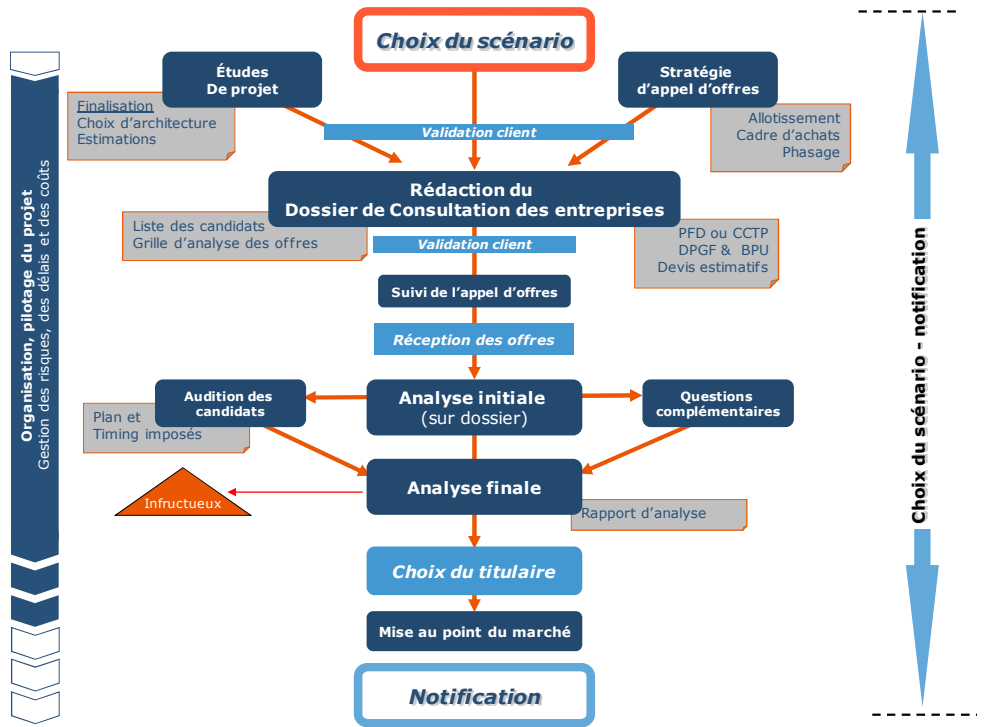 Choix du scénario
Études
De projet
Stratégie
d'appel d'offres
Finalisation
Choix d'architecture
Estimations
Validation client
Allotissement
Cadre d'achats
Phasage
Rédaction du
Dossier de Consultation des entreprises
Liste des candidats
Grille d'analyse des offres
Validation client
PFD ou CCTP
DPGF & BPU
Devis estimatifs
Suivi de l'appel d'offres
Réception des offres
Audition des
candidats
Analyse initiale
(sur dossier)
Questions
complémentaires
Plan et
Timing imposés
Analyse finale
Infructueux
Rapport d'analyse
Choix du titulaire
Mise au point du marché
Notification
Organisation, pilotage du projet
Gestion des risques, des délais et des coûts
Choix du scénario - notification